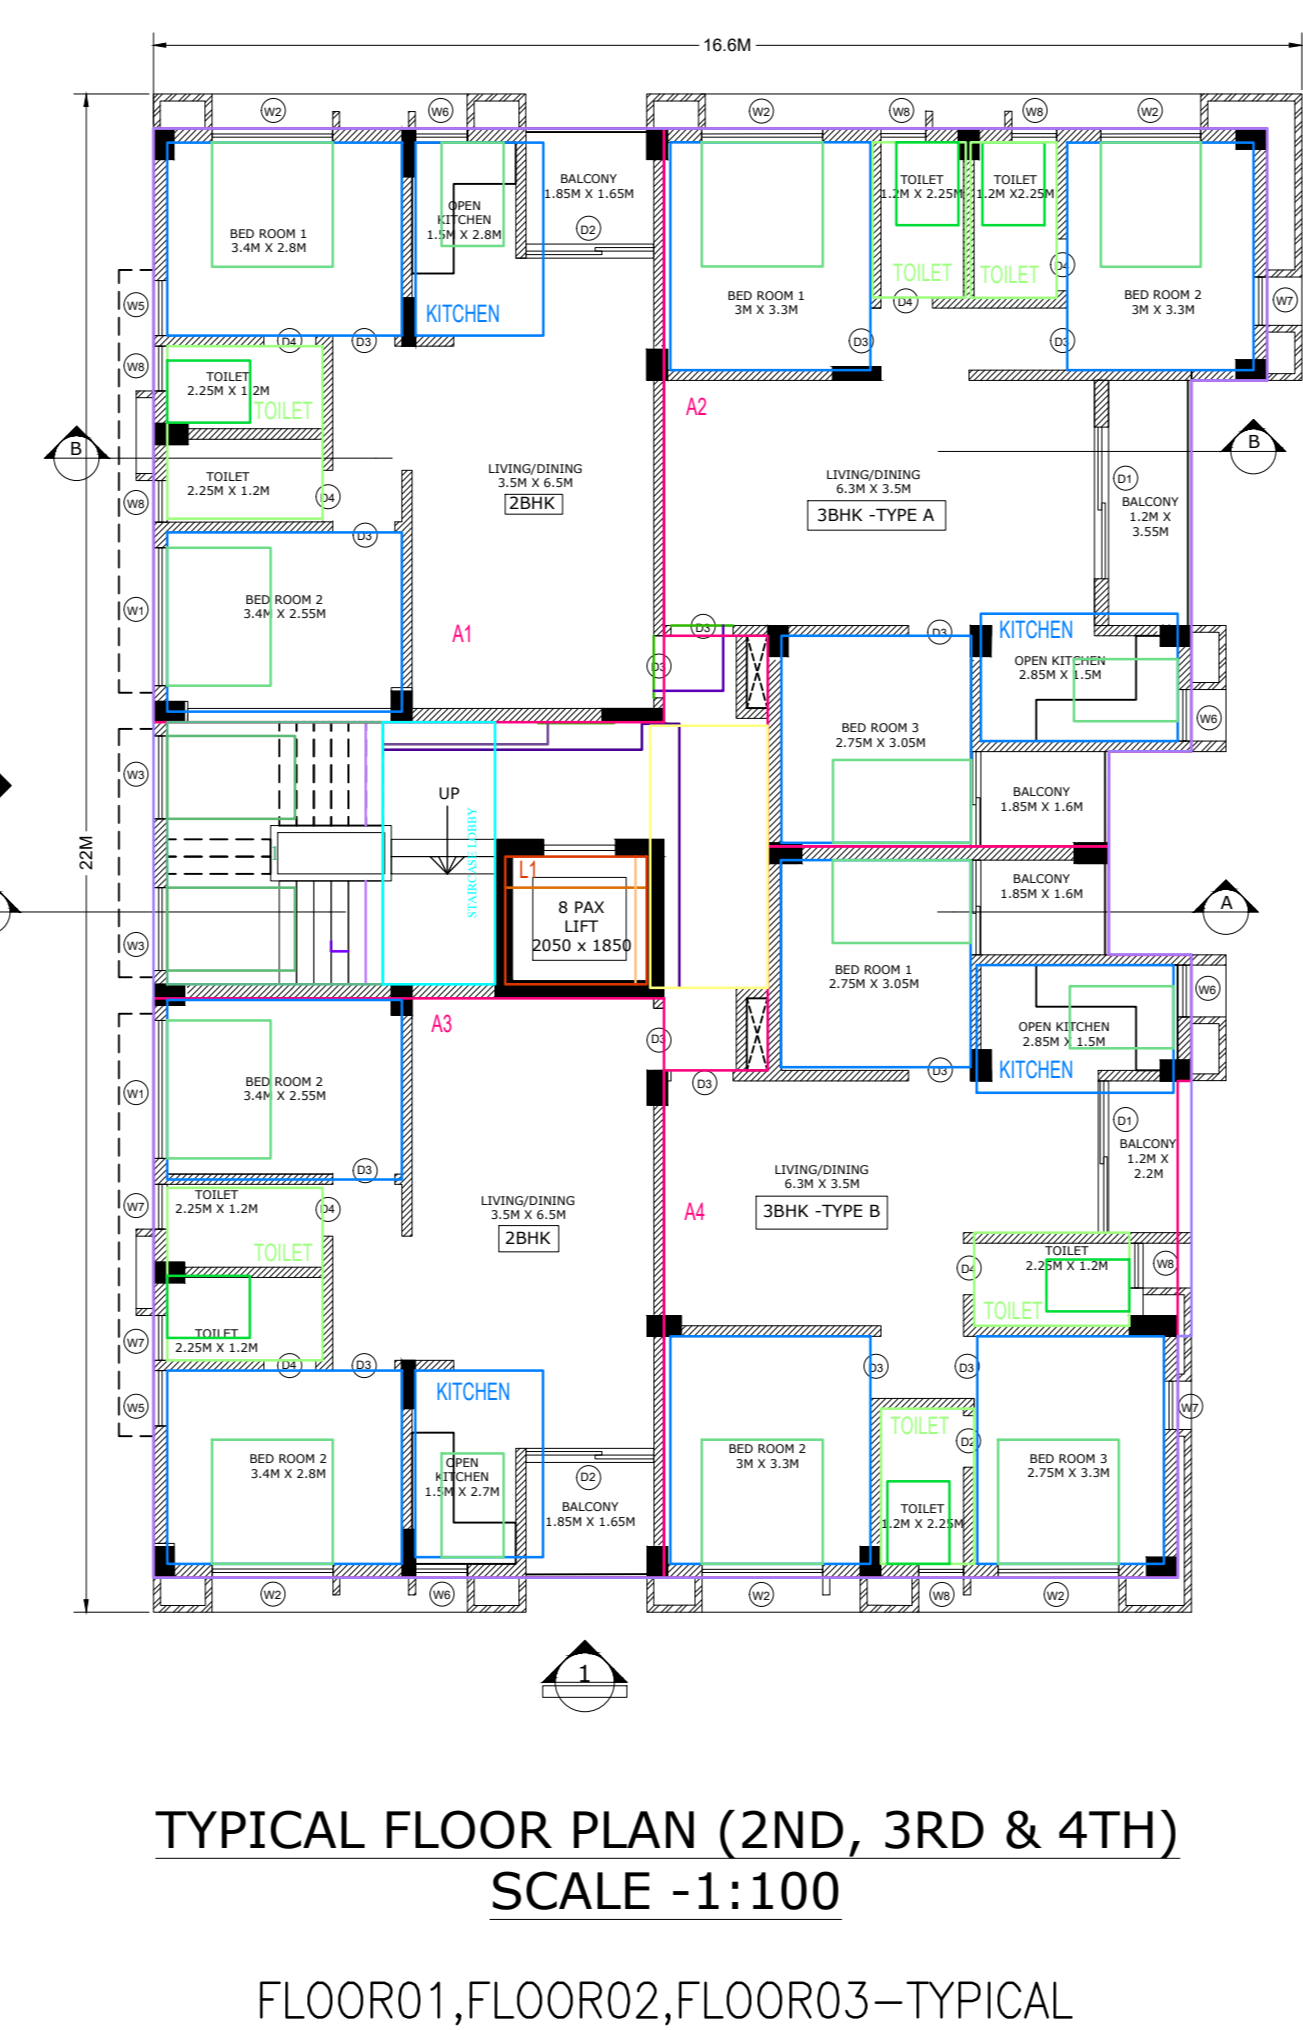 16.6M
W2
W6
W2
W8
W8
W2
BED ROOM 1
3.4M X 2.8M
OPEN
KITCHEN
1.5M X 2.8M
KITCHEN
BALCONY
1.85M X 1.65M
D2
BED ROOM 1
3M X 3.3M
TOILET
1.2M X 2.25M
TOILET
TOILET
1.2M X2.25M
TOILET
D4
D4
BED ROOM 2
3M X 3.3M
W7
W5
D4
D3
D3
D3
W8
TOILET
2.25M X 1.2M
TOILET
A2
B
B
TOILET
2.25M X 1.2M
W8
D4
D3
LIVING/DINING
3.5M X 6.5M
2BHK
LIVING/DINING
6.3M X 3.5M
3BHK -TYPE A
D1
BALCONY
1.2M X
3.55M
W1
BED ROOM 2
3.4M X 2.55M
A1
D3
D3
D3
KITCHEN
OPEN KITCHEN
2.85M X 1.5M
W6
BED ROOM 3
2.75M X 3.05M
W3
UP
STAIRCASE LOBBY
BALCONY
1.85M X 1.6M
22M
L1
8 PAX
LIFT
2050 x 1850
BALCONY
1.85M X 1.6M
A
W3
BED ROOM 1
2.75M X 3.05M
W6
OPEN KITCHEN
2.85M X 1.5M
KITCHEN
A3
D3
D3
D3
W1
BED ROOM 2
3.4M X 2.55M
D1
BALCONY
1.2M X
2.2M
D3
TOILET
2.25M X 1.2M
TOILET
W7
D4
LIVING/DINING
3.5M X 6.5M
2BHK
A4
LIVING/DINING
6.3M X 3.5M
3BHK -TYPE B
TOILET
2.25M X 1.2M
TOILET
D4
W8
TOILET
2.25M X 1.2M
W7
D4
D3
D3
D3
W5
KITCHEN
W7
BED ROOM 2
3.4M X 2.8M
OPEN
KITCHEN
1.5M X 2.7M
D2
BALCONY
1.85M X 1.65M
BED ROOM 2
3M X 3.3M
TOILET
D2
TOILET
1.2M X 2.25M
BED ROOM 3
2.75M X 3.3M
W2
W6
W2
W8
W2
1
TYPICAL FLOOR PLAN (2ND, 3RD & 4TH)
SCALE -1:100
FLOOR01,FLOOR02,FLOOR03-TYPICAL